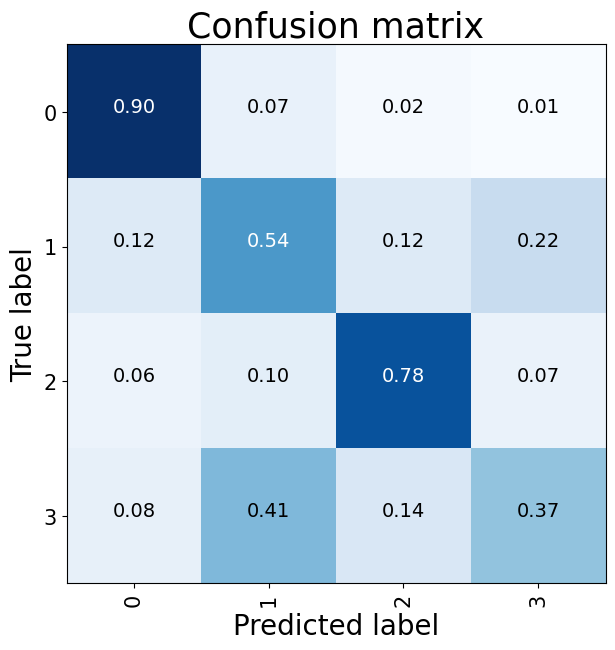 Confusion matrix
True label
0 0.90 0.07 0.02 0.01
1 0.12 0.54 0.12 0.22
2 0.06 0.10 0.78 0.07
3 0.08 0.41 0.14 0.37
0 1 2 3
Predicted label